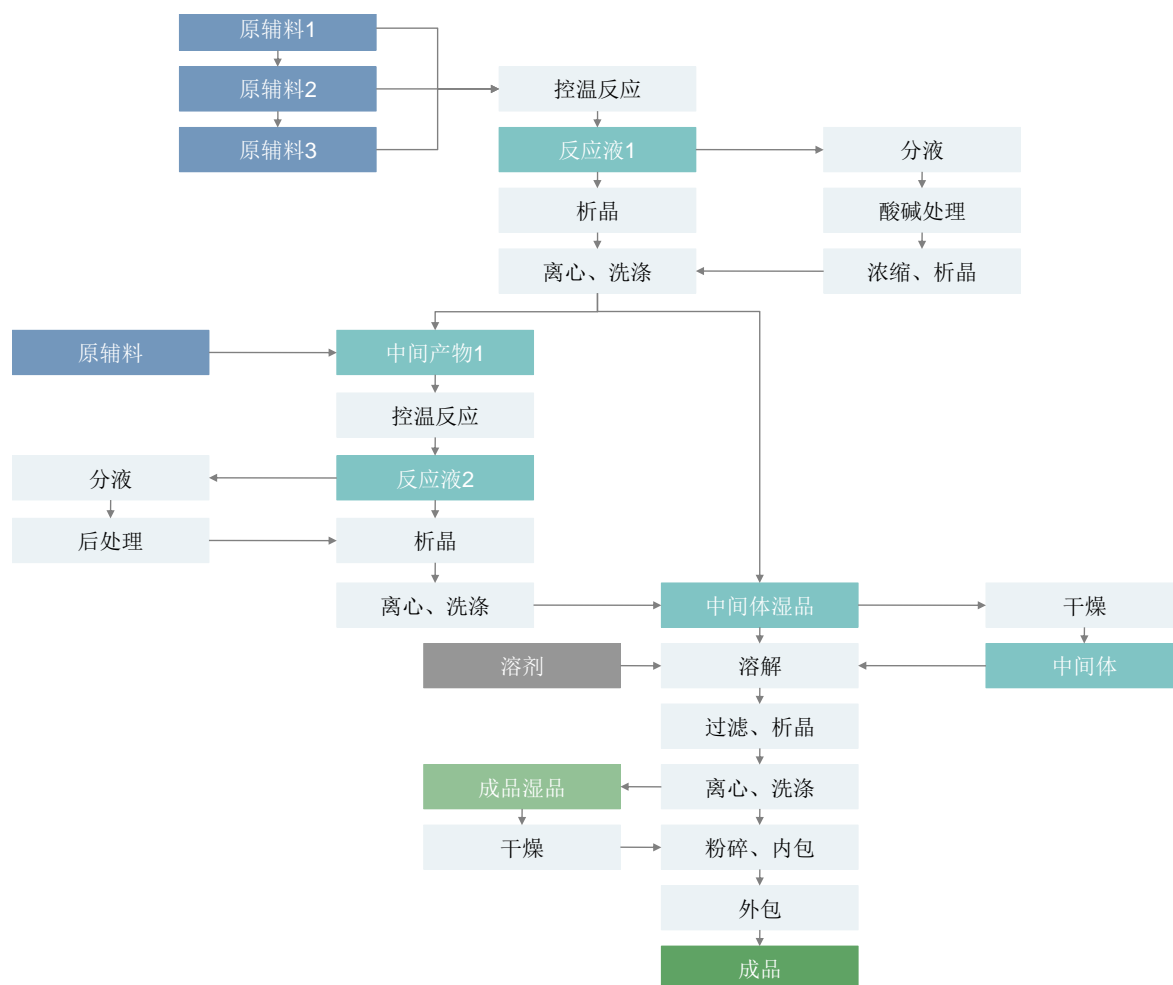 原辅料1
原辅料2
控温反应
原辅料3
反应液1
分液
析晶
酸碱处理
离心、洗涤
浓缩、析晶
原辅料
中间产物1
控温反应
分液
反应液2
后处理
析晶
离心、洗涤
中间体湿品
干燥
溶剂
溶解
中间体
过滤、析晶
成品湿品
离心、洗涤
干燥
粉碎、内包
外包
成品